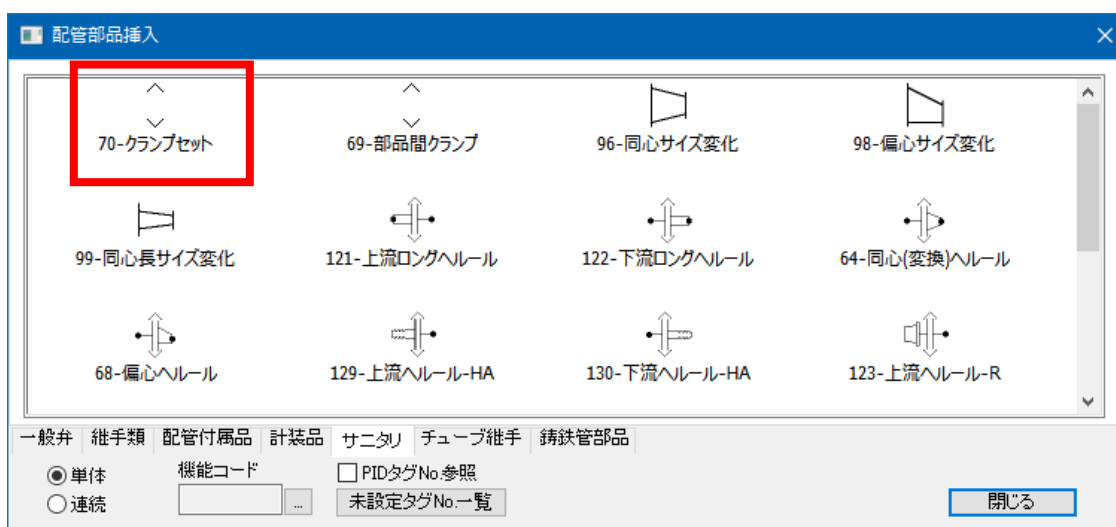 配管部品挿入
70-クランプセット 69-部品間クランプ 96-同心サイズ変化 98-偏心サイズ変化
99-同心長サイズ変化 121-上流ロングヘルール 122-下流ロングヘルール 64-同心(変換)ヘルール
68-偏心ヘルール 129-上流ヘルール-HA 130-下流ヘルール-HA 123-上流ヘルール-R
一般弁 継手類 配管付属品 計装品 サニタリ チューブ継手 鋳鉄管部品
単体 機能コード PIDタグNo.参照
連続 ... 未設定タグNo.一覧 閉じる